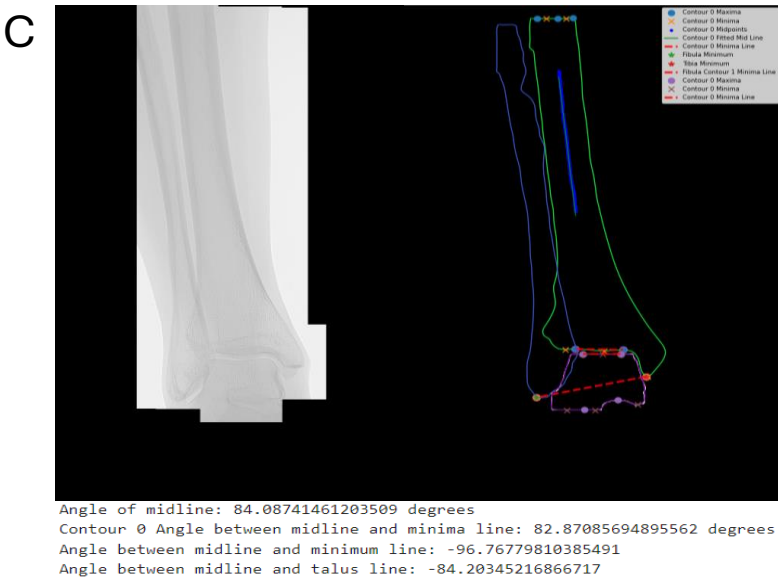 C
Contour 0 Maxima
Contour 0 Minima
Contour 0 Midpoints
Contour 0 Fitted Mid Line
Contour 0 Minima Line
Fibula Minimum
Tibia Minimum
Fibula Contour 1 Minima Line
Contour 0 Maxima
Contour 0 Minima
Contour 0 Minima Line
Angle of midline: 84.08741461203509 degrees
Contour 0 Angle between midline and minima line: 82.87085694895562 degrees
Angle between midline and minimum line: -96.76779810385491
Angle between midline and talus line: -84.20345216866717